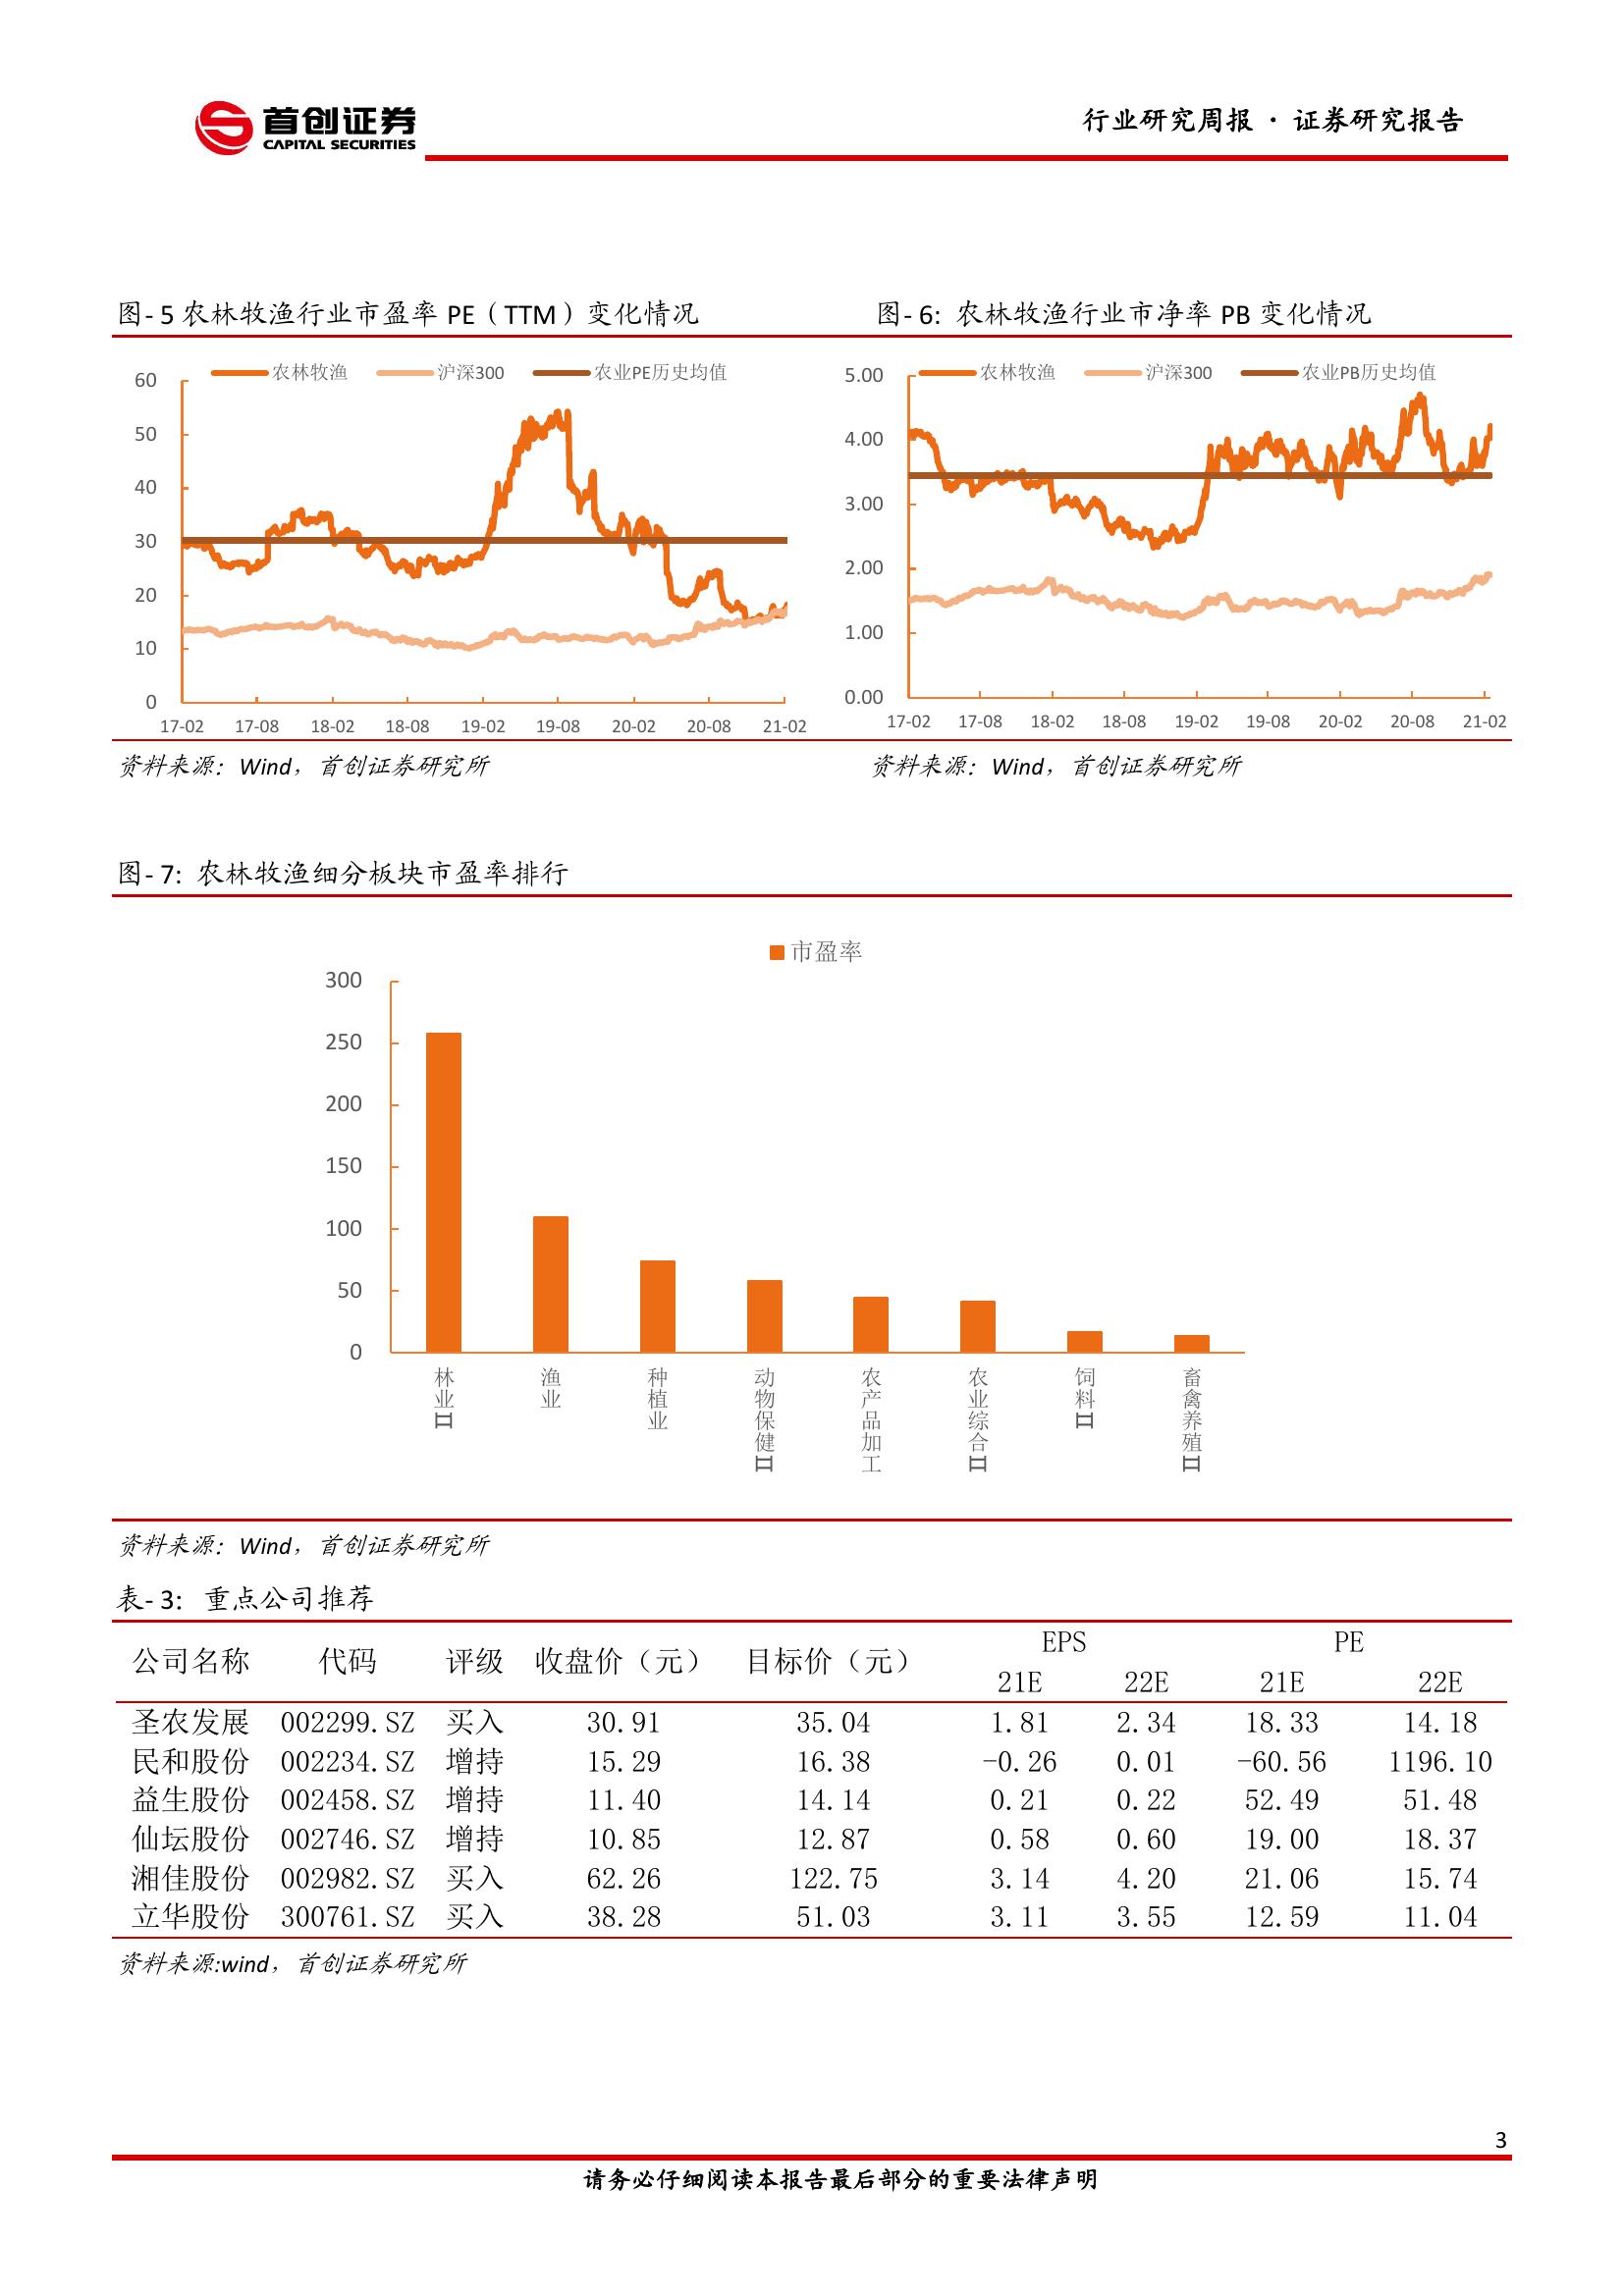 首创证券
CAPITAL SECURITIES
行业研究周报 · 证券研究报告
图- 5 农林牧渔行业市盈率 PE（TTM）变化情况
农林牧渔 沪深300 农业PE历史均值
60
50
40
30
20
10
0
17-02 17-08 18-02 18-08 19-02 19-08 20-02 20-08 21-02
资料来源：Wind，首创证券研究所
图- 6: 农林牧渔行业市净率 PB 变化情况
农林牧渔 沪深300 农业PB历史均值
5.00
4.00
3.00
2.00
1.00
0.00
17-02 17-08 18-02 18-08 19-02 19-08 20-02 20-08 21-02
资料来源：Wind，首创证券研究所
图- 7: 农林牧渔细分板块市盈率排行
市盈率
300
250
200
150
100
50
0
林业Ⅱ
渔业
种植业
动物保健Ⅱ
农产品加工
农业综合Ⅱ
饲料Ⅱ
畜禽养殖Ⅱ
资料来源：Wind，首创证券研究所
表- 3: 重点公司推荐
公司名称 代码 评级 收盘价（元） 目标价（元） EPS PE
21E 22E 21E 22E
圣农发展 002299.SZ 买入 30.91 35.04 1.81 2.34 18.33 14.18
民和股份 002234.SZ 增持 15.29 16.38 -0.26 0.01 -60.56 1196.10
益生股份 002458.SZ 增持 11.40 14.14 0.21 0.22 52.49 51.48
仙坛股份 002746.SZ 增持 10.85 12.87 0.58 0.60 19.00 18.37
湘佳股份 002982.SZ 买入 62.26 122.75 3.14 4.20 21.06 15.74
立华股份 300761.SZ 买入 38.28 51.03 3.11 3.55 12.59 11.04
资料来源:wind，首创证券研究所
3
请务必仔细阅读本报告最后部分的重要法律声明